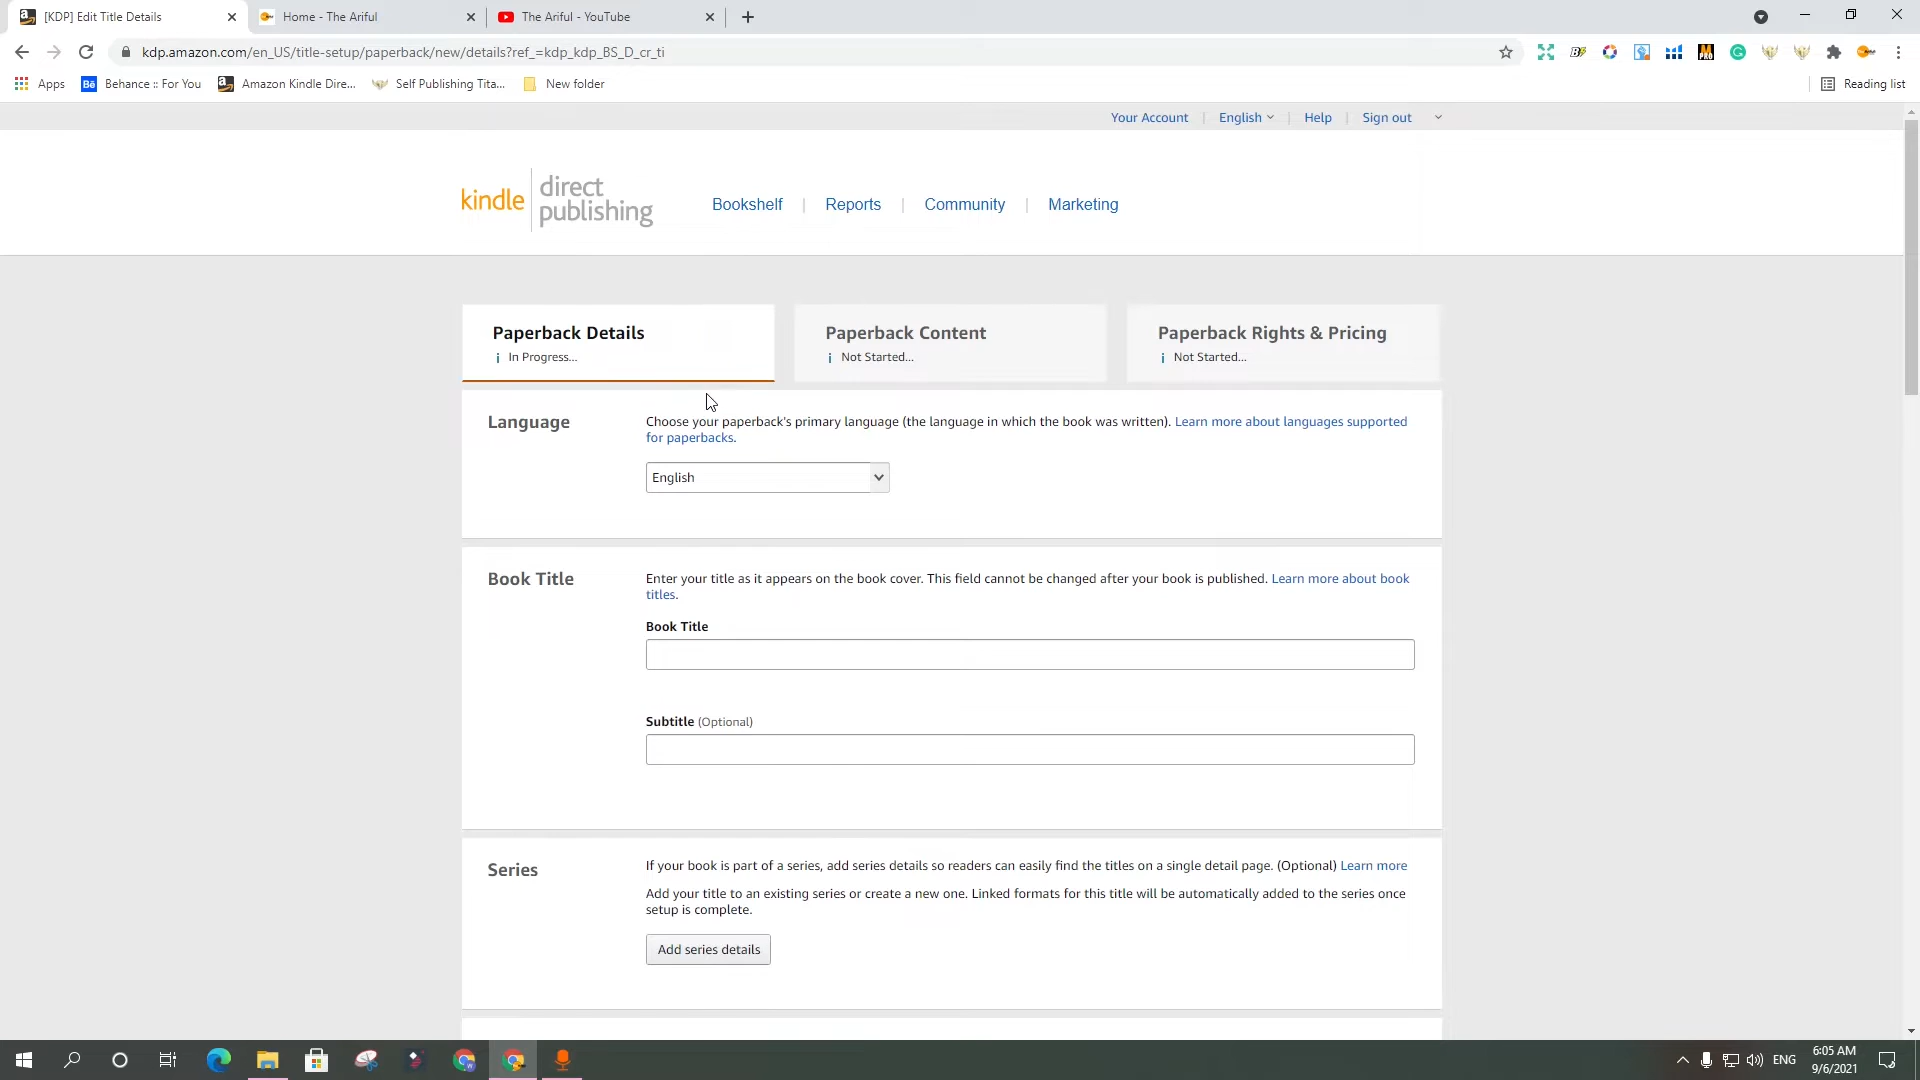 [KDP] Edit Title Details
Home - The Ariful
The Ariful - YouTube
kdp.amazon.com/en_US/title-setup/paperback/new/details?ref_=kdp_kdp_BS_D_cr_ti
Apps
Behance :: For You
Amazon Kindle Dire...
Self Publishing Tita...
New folder
Reading list
Your Account | English | Help | Sign out
kindle direct publishing
Bookshelf | Reports | Community | Marketing
Paperback Details
In Progress...
Paperback Content
Not Started...
Paperback Rights & Pricing
Not Started...
Language
Choose your paperback's primary language (the language in which the book was written). Learn more about languages supported
for paperbacks.
English
Book Title
Enter your title as it appears on the book cover. This field cannot be changed after your book is published. Learn more about book
titles.
Book Title
Subtitle (Optional)
Series
If your book is part of a series, add series details so readers can easily find the titles on a single detail page. (Optional) Learn more
Add your title to an existing series or create a new one. Linked formats for this title will be automatically added to the series once
setup is complete.
Add series details
ENG
6:05 AM
9/6/2021